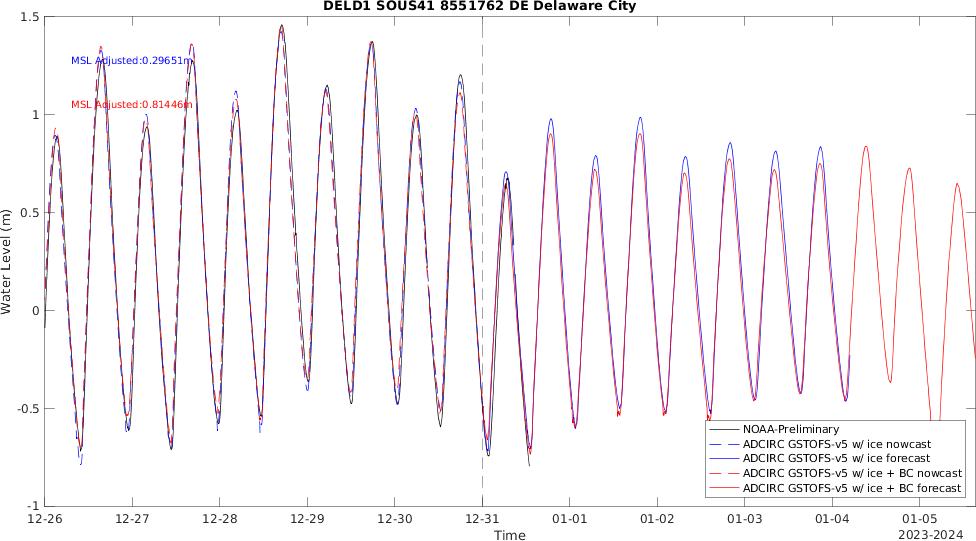 DELD1 SOUS41 8551762 DE Delaware City
1.5
1
0.5
0
-0.5
-1
Water Level (m)
MSL Adjusted:0.29651m
MSL Adjusted:0.81446m
NOAA-Preliminary
ADCIRC GSTOFS-v5 w/ ice nowcast
ADCIRC GSTOFS-v5 w/ ice forecast
ADCIRC GSTOFS-v5 w/ ice + BC nowcast
ADCIRC GSTOFS-v5 w/ ice + BC forecast
12-26 12-27 12-28 12-29 12-30 12-31 01-01 01-02 01-03 01-04 01-05
Time
2023-2024